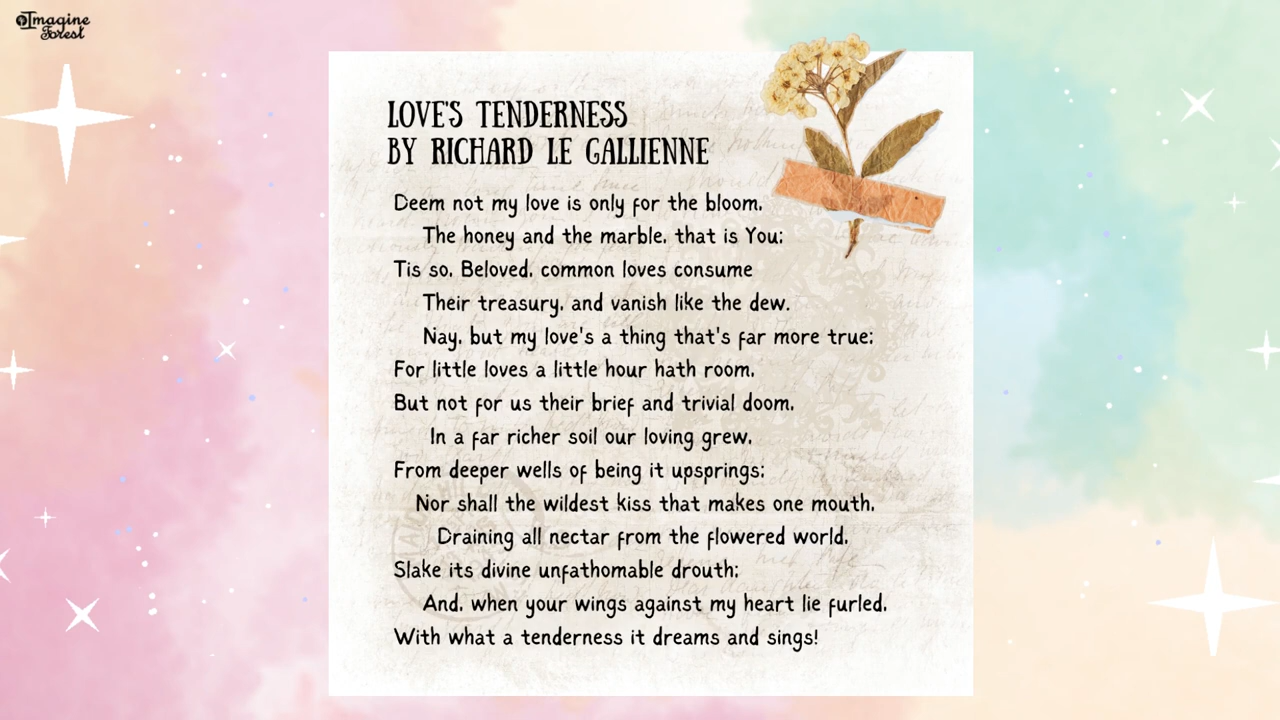 Imagine
Forest
LOVE'S TENDERNESS
BY RICHARD LE GALLIENNE
Deem not my love is only for the bloom,
The honey and the marble, that is You;
Tis so, Beloved, common loves consume
Their treasury, and vanish like the dew.
Nay, but my love's a thing that's far more true;
For little loves a little hour hath room,
But not for us their brief and trivial doom,
In a far richer soil our loving grew,
From deeper wells of being it upsprings;
Nor shall the wildest kiss that makes one mouth,
Draining all nectar from the flowered world,
Slake its divine unfathomable drouth;
And, when your wings against my heart lie furled,
With what a tenderness it dreams and sings!